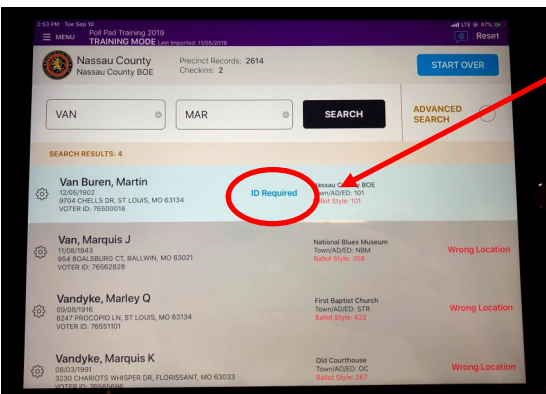 2:53 PM Tue Sep 10
LTE 47%
MENU
Poll Pad Training 2019
TRAINING MODE Last Imported: 11/05/2019
Reset
Nassau County
Nassau County BOE
Precinct Records: 2614
Checkins: 2
START OVER
VAN
MAR
SEARCH
ADVANCED
SEARCH
SEARCH RESULTS: 4
Van Buren, Martin
12/05/1902
9704 CHELLS DR, ST LOUIS, MO 63134
VOTER ID: 76500018
ID Required
Nassau County BOE
Town/AD/ED: 101
Ballot Style: 101
Van, Marquis J
11/08/1943
954 BOALSBURG CT, BALLWIN, MO 63021
VOTER ID: 76562828
National Blues Museum
Town/AD/ED: NBM
Ballot Style: 358
Wrong Location
Vandyke, Marley Q
09/08/1916
8247 PROCOPIO LN, ST LOUIS, MO 63134
VOTER ID: 76551101
First Baptist Church
Town/AD/ED: STR
Ballot Style: 422
Wrong Location
Vandyke, Marquis K
08/03/1991
3230 CHARIOTS WHISPER DR, FLORISSANT, MO 63033
VOTER ID: 76565696
Old Courthouse
Town/AD/ED: OC
Ballot Style: 267
Wrong Location